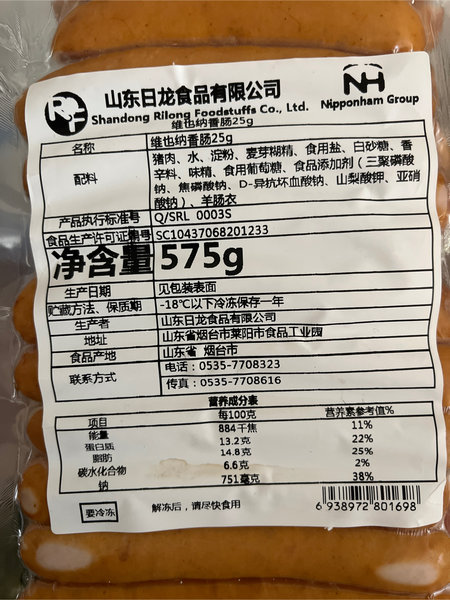 RF
山东日龙食品有限公司
Shandong Rilong Foodstuffs Co., Ltd.
NH
Nipponham Group
维也纳香肠25g
名称 维也纳香肠25g
配料 猪肉、水、淀粉、麦芽糊精、食用盐、白砂糖、香
辛料、味精、食用葡萄糖、食品添加剂（三聚磷酸
钠、焦磷酸钠、D-异抗坏血酸钠、山梨酸钾、亚硝
酸钠）、羊肠衣
产品执行标准号 Q/SRL 0003S
食品生产许可证编号 SC10437068201233
净含量 575g
生产日期 见包装表面
贮藏方法、保质期 -18℃以下冷冻保存一年
生产者 山东日龙食品有限公司
地址 山东省烟台市莱阳市食品工业园
食品产地 山东省 烟台市
联系方式 电话：0535-7708323
传真：0535-7708616
营养成分表
项目 每100克 营养素参考值%
能量 884千焦 11%
蛋白质 13.2克 22%
脂肪 14.8克 25%
碳水化合物 6.6克 2%
钠 751毫克 38%
要冷冻 解冻后，请尽快食用
6 938972 801698